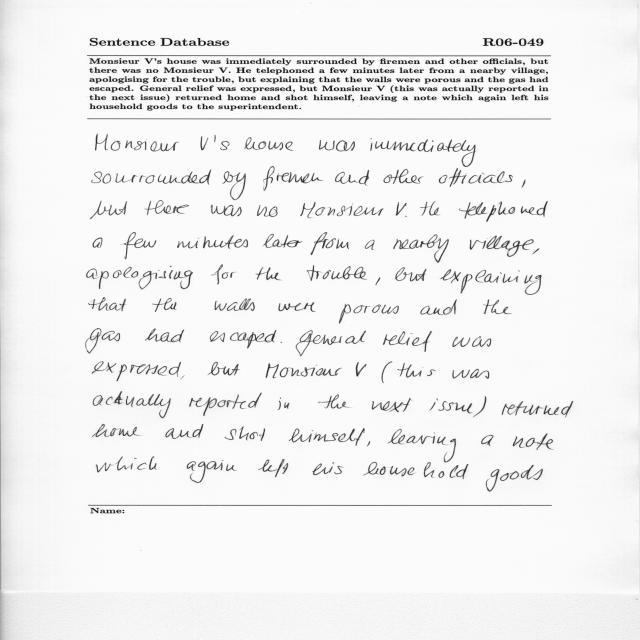 Sentence Database R06-049
Monsieur V's house was immediately surrounded by firemen and other officials, but
there was no Monsieur V. He telephoned a few minutes later from a nearby village,
apologising for the trouble, but explaining that the walls were porous and the gas had
escaped. General relief was expressed, but Monsieur V (this was actually reported in
the next issue) returned home and shot himself, leaving a note which again left his
household goods to the superintendent.
Monsieur V's house was immediately
sourrounded by firemen and other officials,
but there was no Monsieur V. He telephoned
a few minutes later from a nearby village,
apologising for the trouble, but explaining
that the walls were porous and the
gas had escaped. General relief was
expressed, but Monsieur V (this was
actually reported in the next issue) returned
home and shot himself, leaving a note
which again left his household goods
Name: